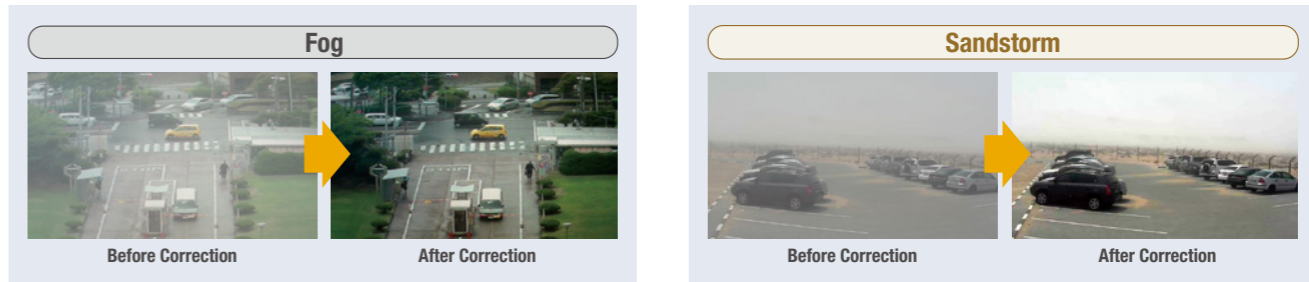 Fog
Before Correction
After Correction
Sandstorm
Before Correction
After Correction